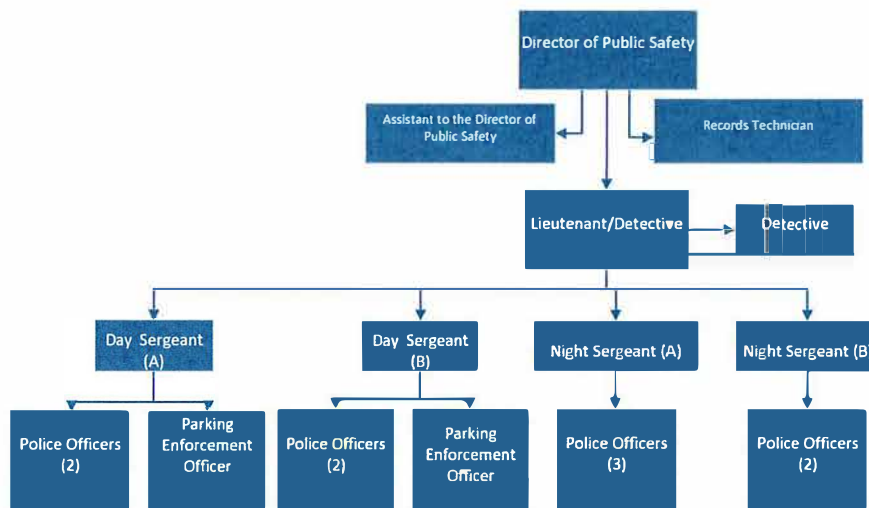 Director of Public Safety
Assistant to the Director of
Public Safety
Records Technician
Lieutenant/Detective
Detective
Day Sergeant
(A)
Day Sergeant
(B)
Night Sergeant (A)
Night Sergeant (B)
Police Officers
(2)
Parking
Enforcement
Officer
Police Officers
(2)
Parking
Enforcement
Officer
Police Officers
(3)
Police Officers
(2)